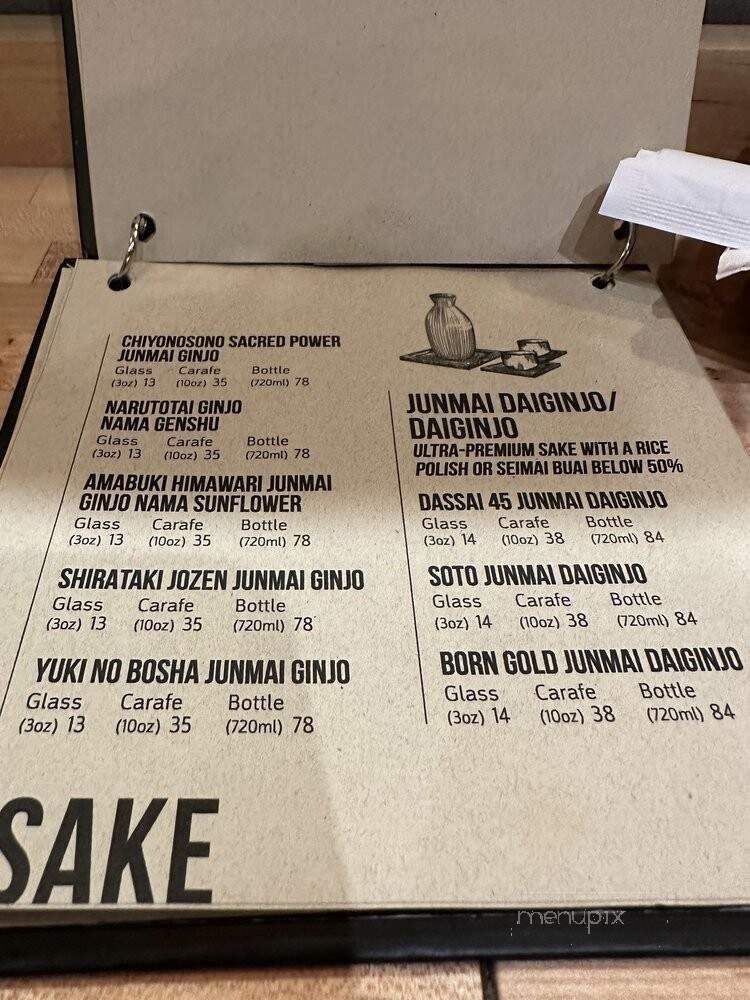 CHIYONOSONO SACRED POWER
JUNMAI GINJO
Glass Carafe Bottle
(3oz) 13 (10oz) 35 (720ml) 78
NARUTOTAI GINJO
NAMA GENSHU
Glass Carafe Bottle
(3oz) 13 (10oz) 35 (720ml) 78
AMABUKI HIMAWARI JUNMAI
GINJO NAMA SUNFLOWER
Glass Carafe Bottle
(3oz) 13 (10oz) 35 (720ml) 78
SHIRATAKI JOZEN JUNMAI GINJO
Glass Carafe Bottle
(3oz) 13 (10oz) 35 (720ml) 78
YUKI NO BOSHA JUNMAI GINJO
Glass Carafe Bottle
(3oz) 13 (10oz) 35 (720ml) 78
JUNMAI DAIGINJO/
DAIGINJO
ULTRA-PREMIUM SAKE WITH A RICE
POLISH OR SEIMAI BUAI BELOW 50%
DASSAI 45 JUNMAI DAIGINJO
Glass Carafe Bottle
(3oz) 14 (10oz) 38 (720ml) 84
SOTO JUNMAI DAIGINJO
Glass Carafe Bottle
(3oz) 14 (10oz) 38 (720ml) 84
BORN GOLD JUNMAI DAIGINJO
Glass Carafe Bottle
(3oz) 14 (10oz) 38 (720ml) 84
SAKE
menupix